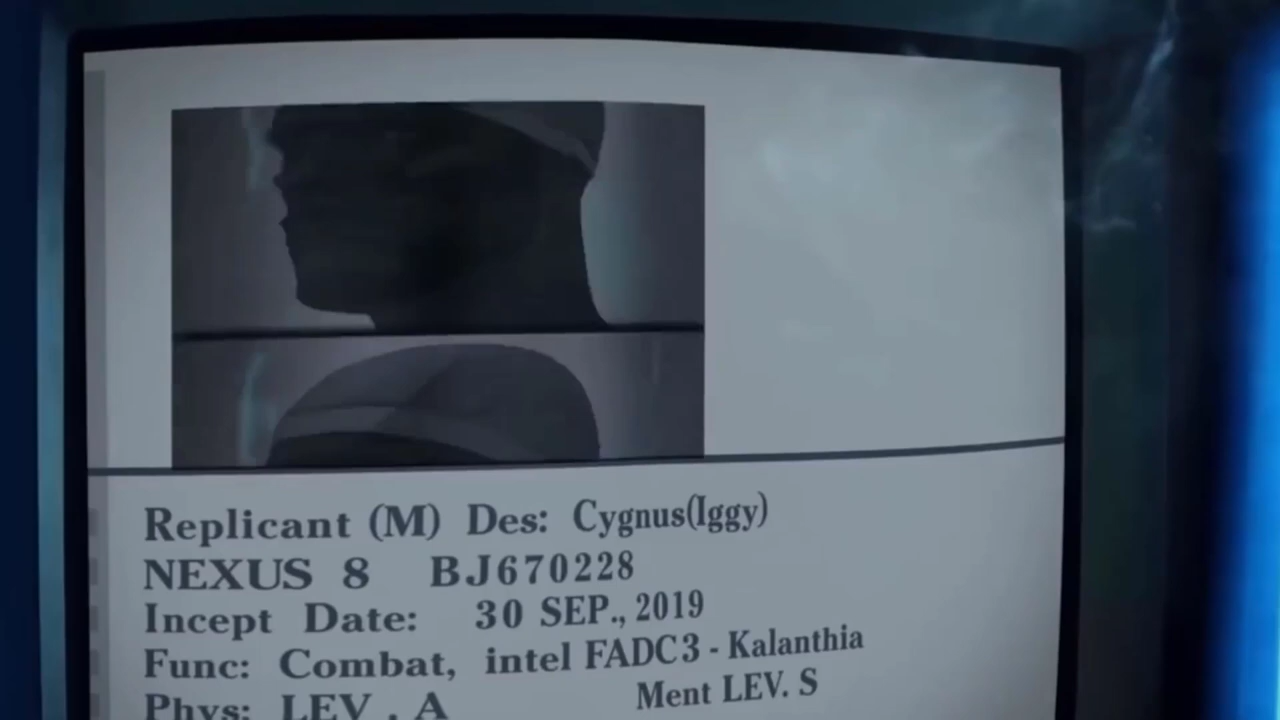 Replicant (M) Des: Cygnus(Iggy)
NEXUS 8 BJ670228
Incept Date: 30 SEP., 2019
Func: Combat, intel FADC3 - Kalanthia
Phys: LEV . A Ment LEV. S